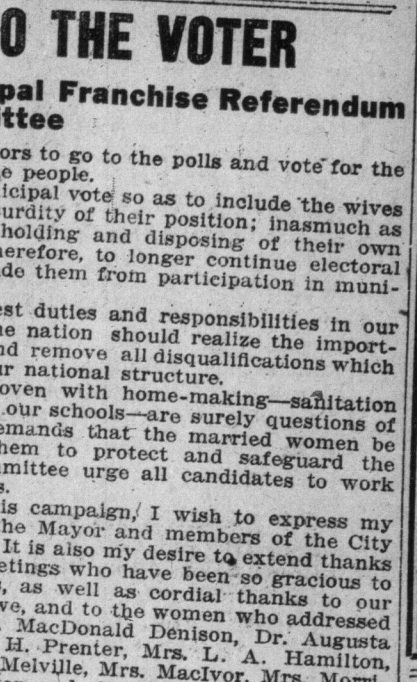 O THE VOTER
pal Franchise Referendum
ittee
ors to go to the polls and vote for the
e people.
icipal vote so as to include the wives
urdity of their position; inasmuch as
holding and disposing of their own
herefore, to longer continue electoral
de them from participation in muni-
est duties and responsibilities in our
he nation should realize the import-
nd remove all disqualifications which
ur national structure.
oven with home-making—sanitation
our schools—are surely questions of
emands that the married women be
hem to protect and safeguard the
mmittee urge all candidates to work
s.
is campaign, I wish to express my
he Mayor and members of the City
It is also my desire to extend thanks
etings who have been so gracious to
, as well as cordial thanks to our
ve, and to the women who addressed
. MacDonald Denison, Dr. Augusta
H. Prenter, Mrs. L. A. Hamilton,
Melville, Mrs. MacIvor, Mrs. Morri